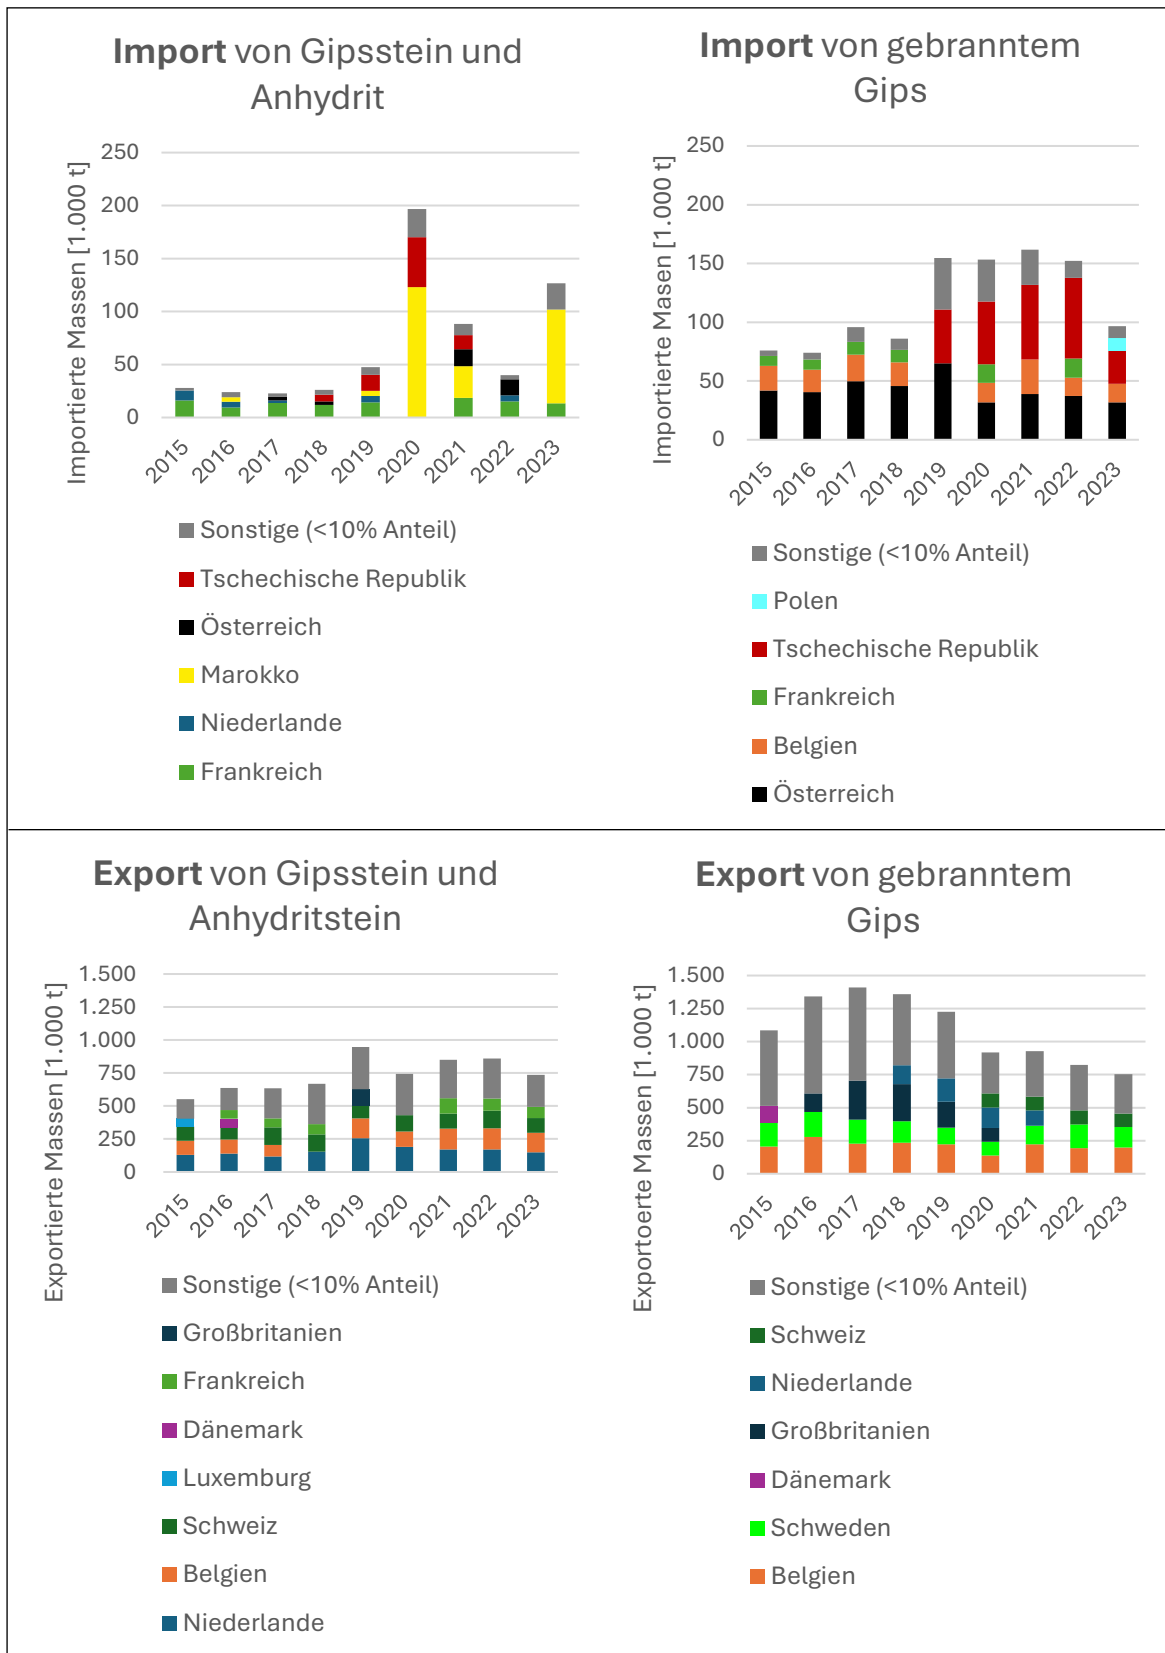 Import von Gipsstein und
Anhydrit
Importierte Massen [1.000 t]
250
200
150
100
50
0
2015
2016
2017
2018
2019
2020
2021
2022
2023
Sonstige (<10% Anteil)
Tschechische Republik
Österreich
Marokko
Niederlande
Frankreich
Import von gebranntem
Gips
Importierte Masen [1.000 t]
250
200
150
100
50
0
2015
2016
2017
2018
2019
2020
2021
2022
2023
Sonstige (<10% Anteil)
Polen
Tschechische Republik
Frankreich
Belgien
Österreich
Export von Gipsstein und
Anhydritstein
Exportierte Massen [1.000 t]
1.500
1.250
1.000
750
500
250
0
2015
2016
2017
2018
2019
2020
2021
2022
2023
Sonstige (<10% Anteil)
Großbritanien
Frankreich
Dänemark
Luxemburg
Schweiz
Belgien
Niederlande
Export von gebranntem
Gips
Exportoerte Massen [1.000 t]
1.500
1.250
1.000
750
500
250
0
2015
2016
2017
2018
2019
2020
2021
2022
2023
Sonstige (<10% Anteil)
Schweiz
Niederlande
Großbritanien
Dänemark
Schweden
Belgien